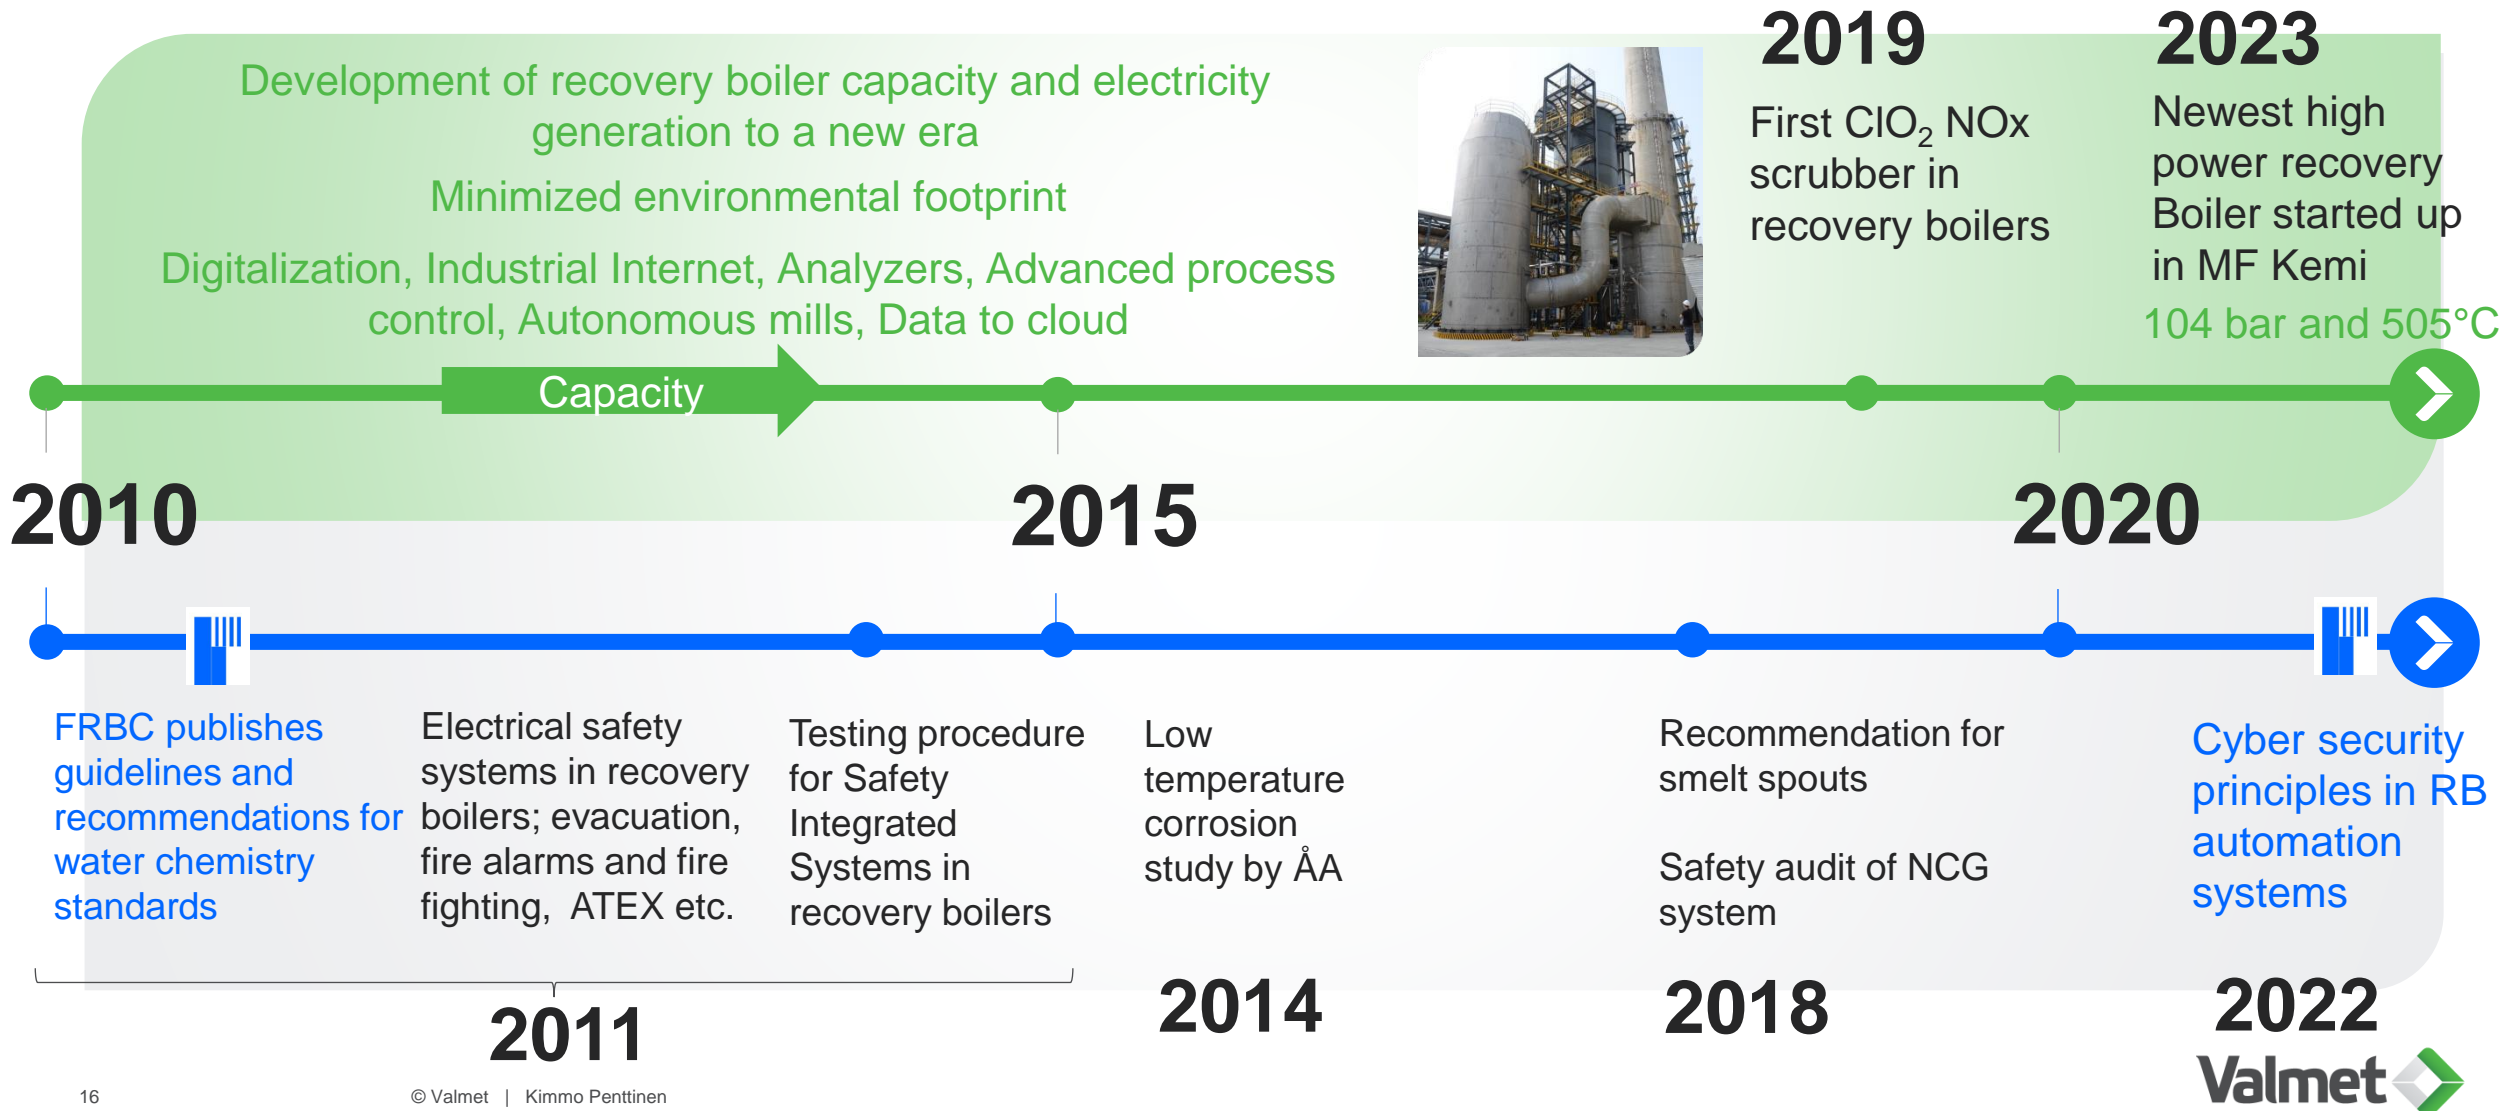 2019
2023
Development of recovery boiler capacity and electricity
generation to a new era
Minimized environmental footprint
Digitalization, Industrial Internet, Analyzers, Advanced process
control, Autonomous mills, Data to cloud
First ClO₂ NOx
scrubber in
recovery boilers
Newest high
power recovery
Boiler started up
in MF Kemi
104 bar and 505°C
Capacity
2010
2015
2020
FRBC publishes
guidelines and
recommendations for
water chemistry
standards
Electrical safety
systems in recovery
boilers; evacuation,
fire alarms and fire
fighting,  ATEX etc.
Testing procedure
for Safety
Integrated
Systems in
recovery boilers
Low
temperature
corrosion
study by ÅA
Recommendation for
smelt spouts
Safety audit of NCG
system
Cyber security
principles in RB
automation
systems
2011
2014
2018
2022
16
© Valmet | Kimmo Penttinen
Valmet